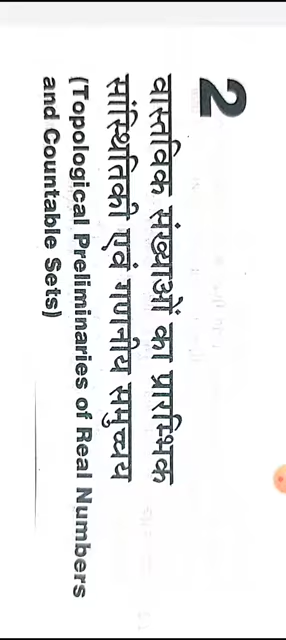 2
वास्तविक संख्याओं का प्रारम्भिक
सांस्थितिकी एवं गणनीय समुच्चय
(Topological Preliminaries of Real Numbers
and Countable Sets)